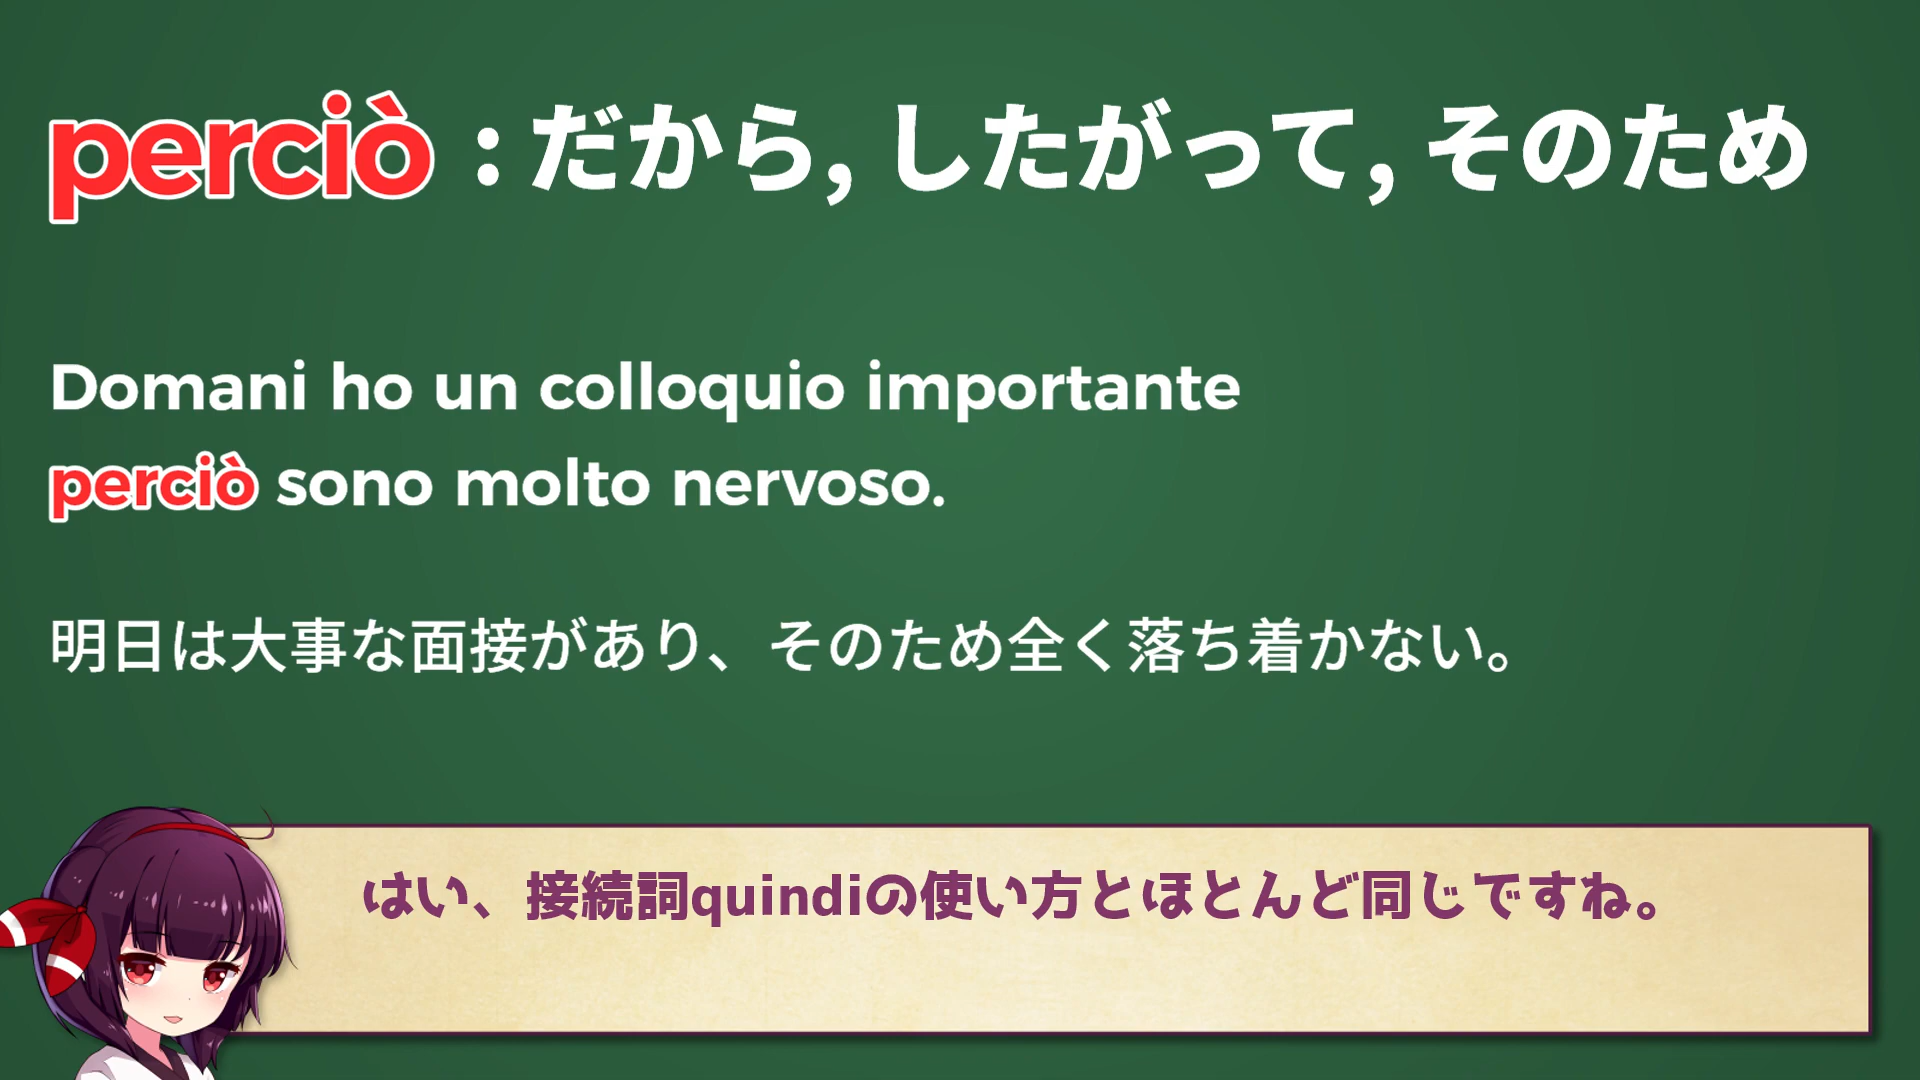 perciò : だから, したがって, そのため
Domani ho un colloquio importante
perciò sono molto nervoso.
明日は大事な面接があり、そのため全く落ち着かない。
はい、接続詞quindiの使い方とほとんど同じですね。